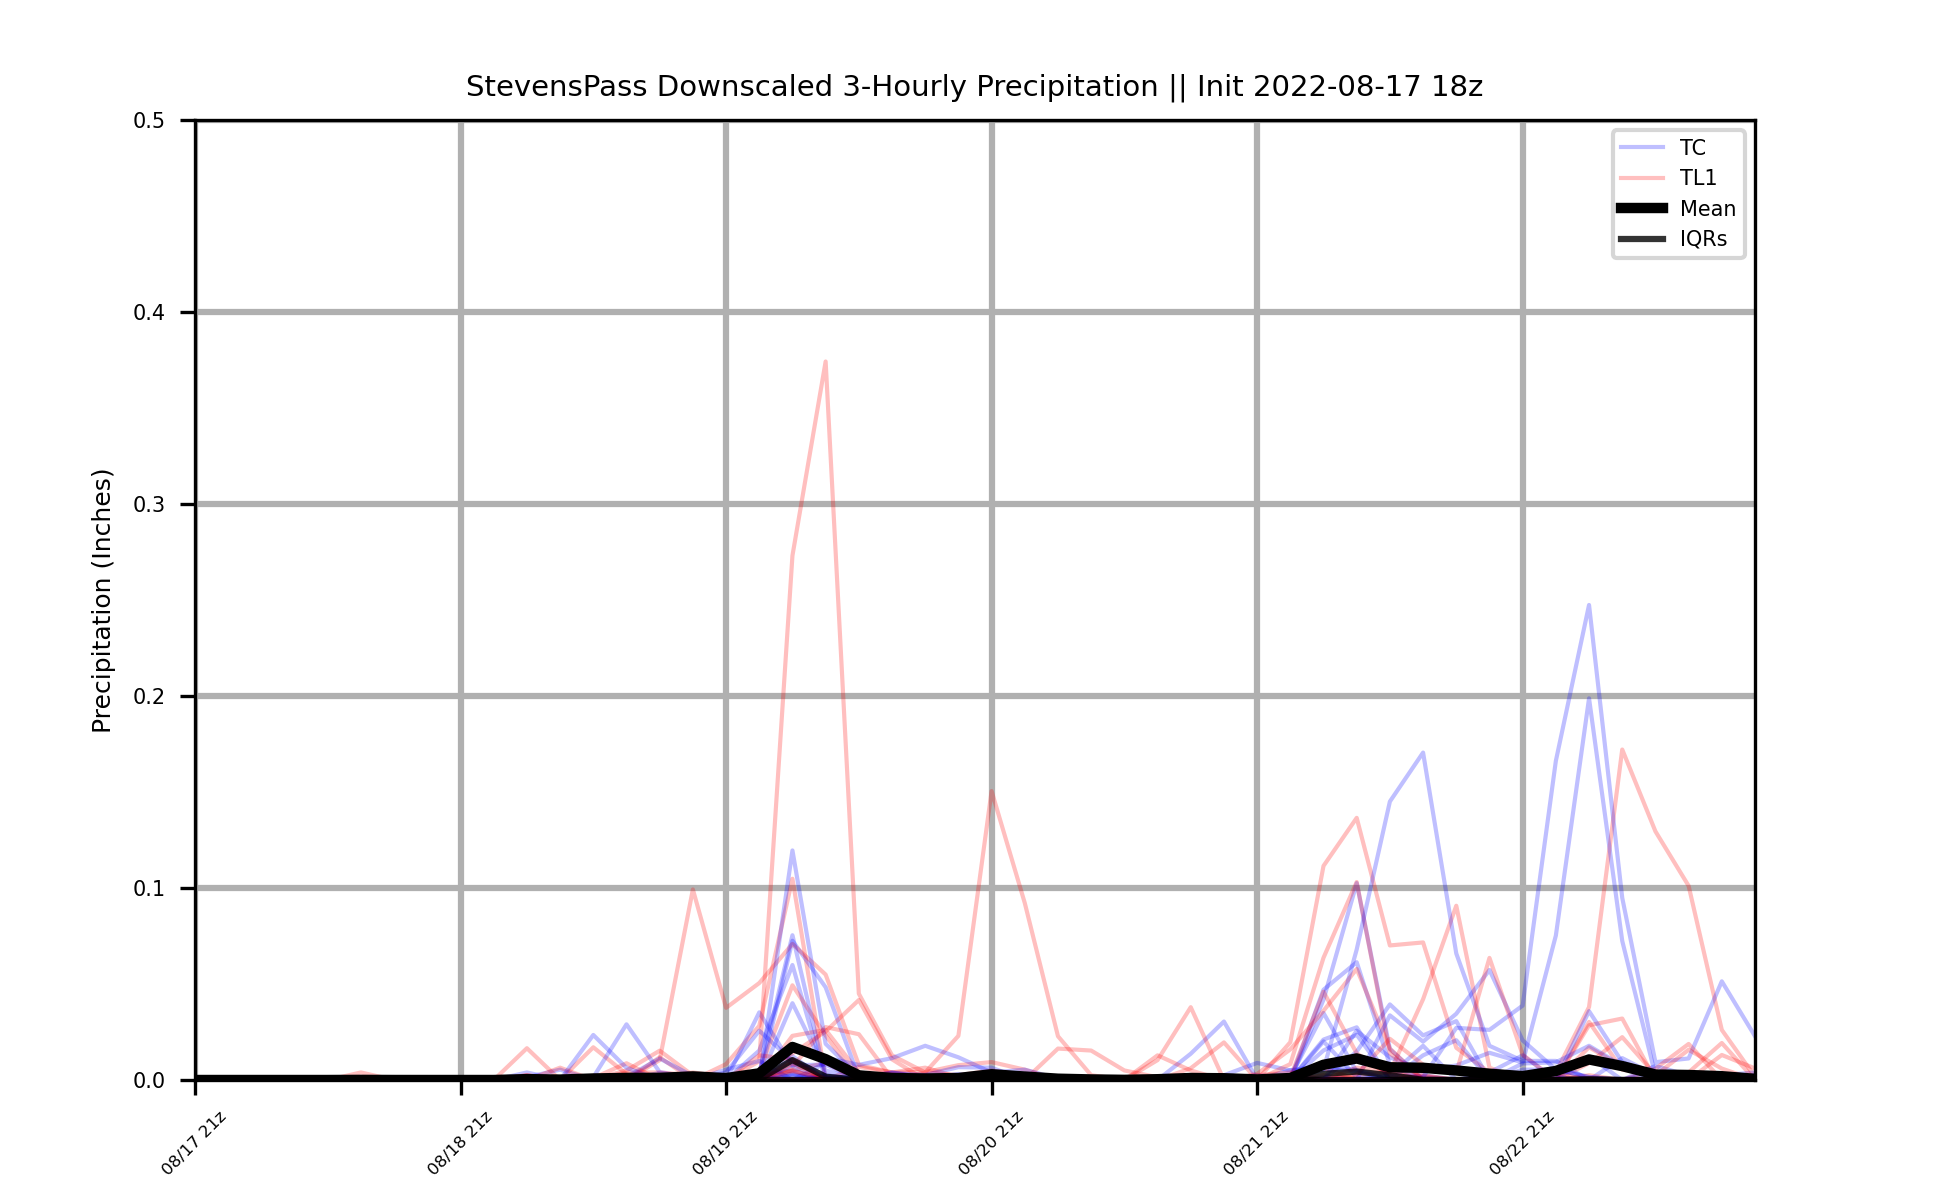 StevensPass Downscaled 3-Hourly Precipitation || Init 2022-08-17 18z
Precipitation (Inches)
0.5
0.4
0.3
0.2
0.1
0.0
TC
TL1
Mean
IQRs
08/17 21z
08/18 21z
08/19 21z
08/20 21z
08/21 21z
08/22 21z